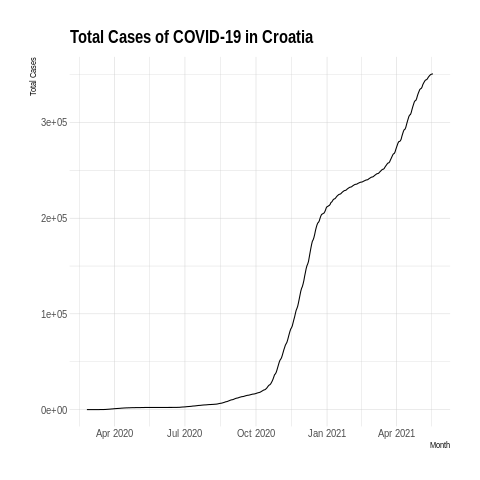 Total Cases of COVID-19 in Croatia
Total Cases
3e+05
2e+05
1e+05
0e+00
Apr 2020 Jul 2020 Oct 2020 Jan 2021 Apr 2021
Month